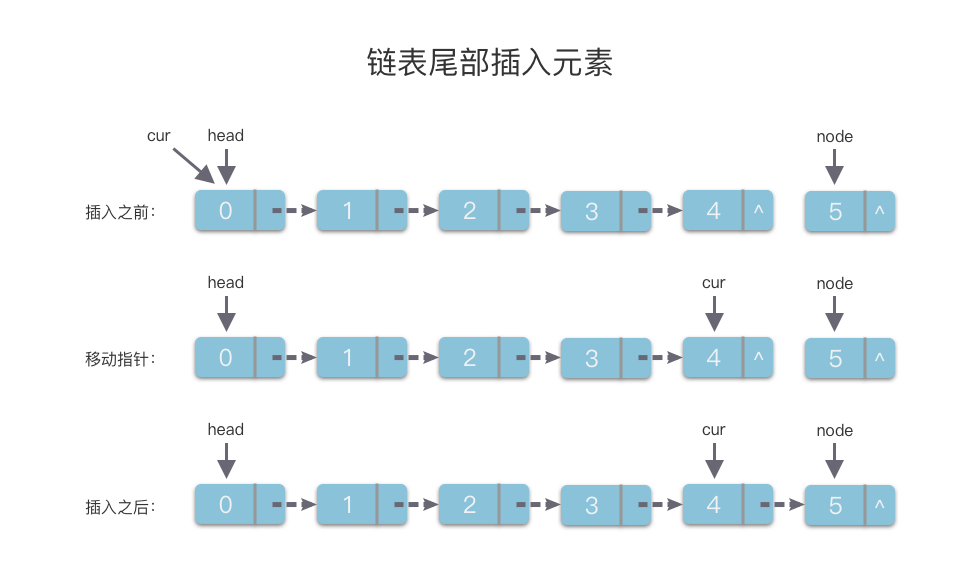 链表尾部插入元素
cur head node
插入之前: 0 1 2 3 4 ^ 5 ^
head cur node
移动指针: 0 1 2 3 4 ^ 5 ^
head cur node
插入之后: 0 1 2 3 4 5 ^